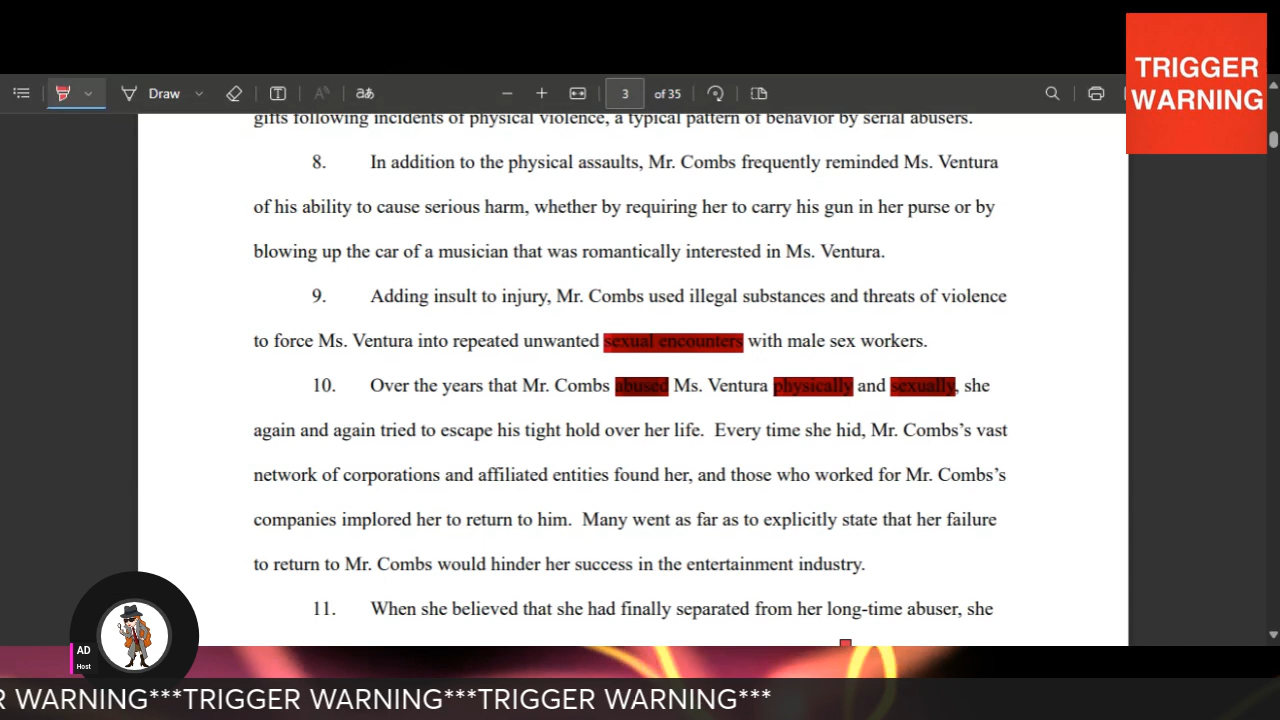 TRIGGER
WARNING
Draw
3 of 35
gifts following incidents of physical violence, a typical pattern of behavior by serial abusers.
8. In addition to the physical assaults, Mr. Combs frequently reminded Ms. Ventura
of his ability to cause serious harm, whether by requiring her to carry his gun in her purse or by
blowing up the car of a musician that was romantically interested in Ms. Ventura.
9. Adding insult to injury, Mr. Combs used illegal substances and threats of violence
to force Ms. Ventura into repeated unwanted sexual encounters with male sex workers.
10. Over the years that Mr. Combs abused Ms. Ventura physically and sexually, she
again and again tried to escape his tight hold over her life. Every time she hid, Mr. Combs’s vast
network of corporations and affiliated entities found her, and those who worked for Mr. Combs’s
companies implored her to return to him. Many went as far as to explicitly state that her failure
to return to Mr. Combs would hinder her success in the entertainment industry.
11. When she believed that she had finally separated from her long-time abuser, she
AD
Host
R WARNING***TRIGGER WARNING***TRIGGER WARNING***